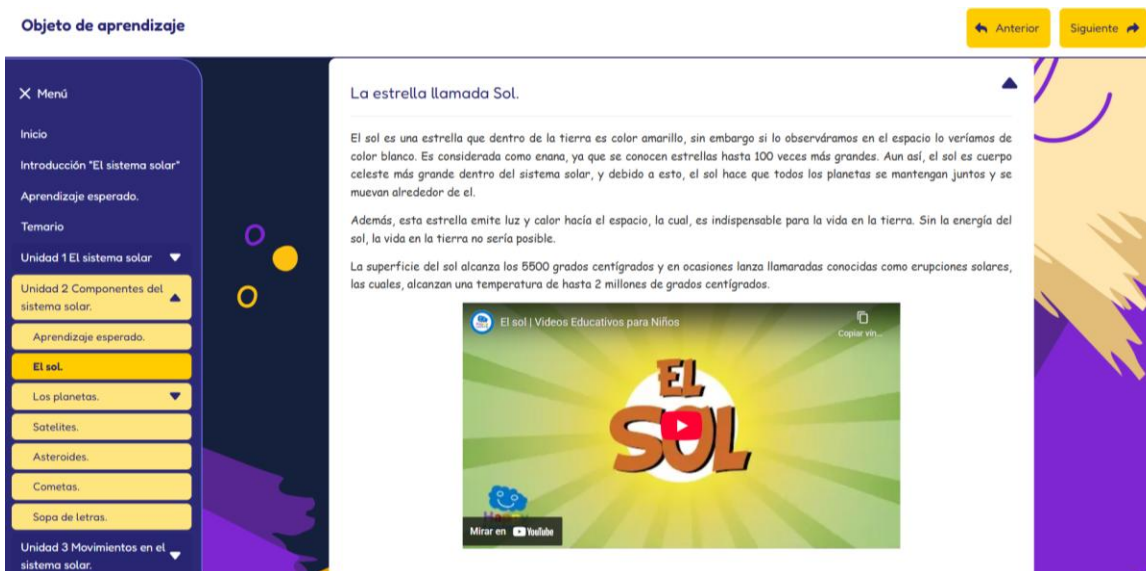 Objeto de aprendizaje
Anterior
Siguiente
Menú
Inicio
Introducción "El sistema solar"
Aprendizaje esperado.
Temario
Unidad 1 El sistema solar
Unidad 2 Componentes del
sistema solar.
Aprendizaje esperado.
El sol.
Los planetas.
Satelites.
Asteroides.
Cometas.
Sopa de letras.
Unidad 3 Movimientos en el
sistema solar.
La estrella llamada Sol.
El sol es una estrella que dentro de la tierra es color amarillo, sin embargo si lo observáramos en el espacio lo veríamos de
color blanco. Es considerada como enana, ya que se conocen estrellas hasta 100 veces más grandes. Aun así, el sol es cuerpo
celeste más grande dentro del sistema solar, y debido a esto, el sol hace que todos los planetas se mantengan juntos y se
muevan alrededor de el.
Además, esta estrella emite luz y calor hacía el espacio, la cual, es indispensable para la vida en la tierra. Sin la energía del
sol, la vida en la tierra no sería posible.
La superficie del sol alcanza los 5500 grados centígrados y en ocasiones lanza llamaradas conocidas como erupciones solares,
las cuales, alcanzan una temperatura de hasta 2 millones de grados centígrados.
El sol | Videos Educativos para Niños
Copiar vín...
EL
SOL
Mirar en YouTube